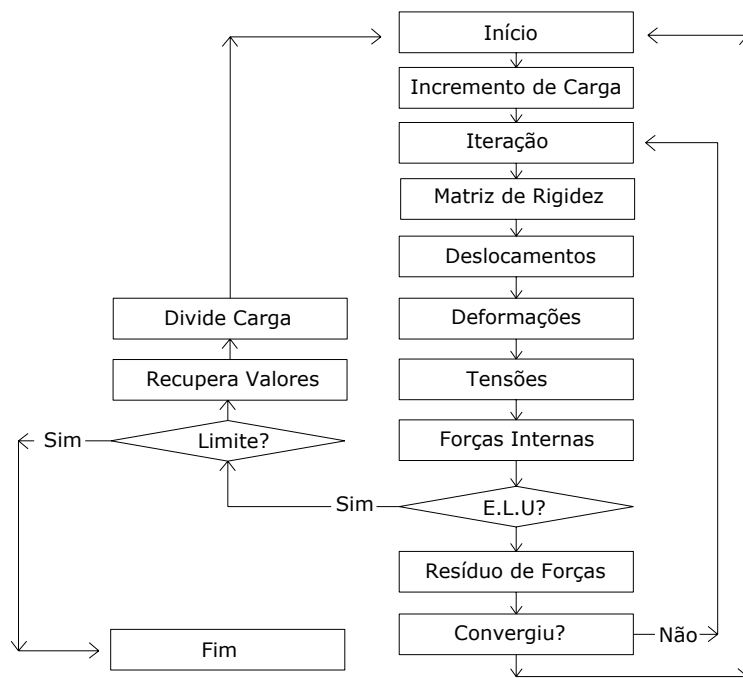 Início
Incremento de Carga
Iteração
Matriz de Rigidez
Deslocamentos
Divide Carga
Deformações
Recupera Valores
Tensões
Sim
Limite?
Forças Internas
Sim
E.L.U?
Resíduo de Forças
Convergiu?
Não
Fim